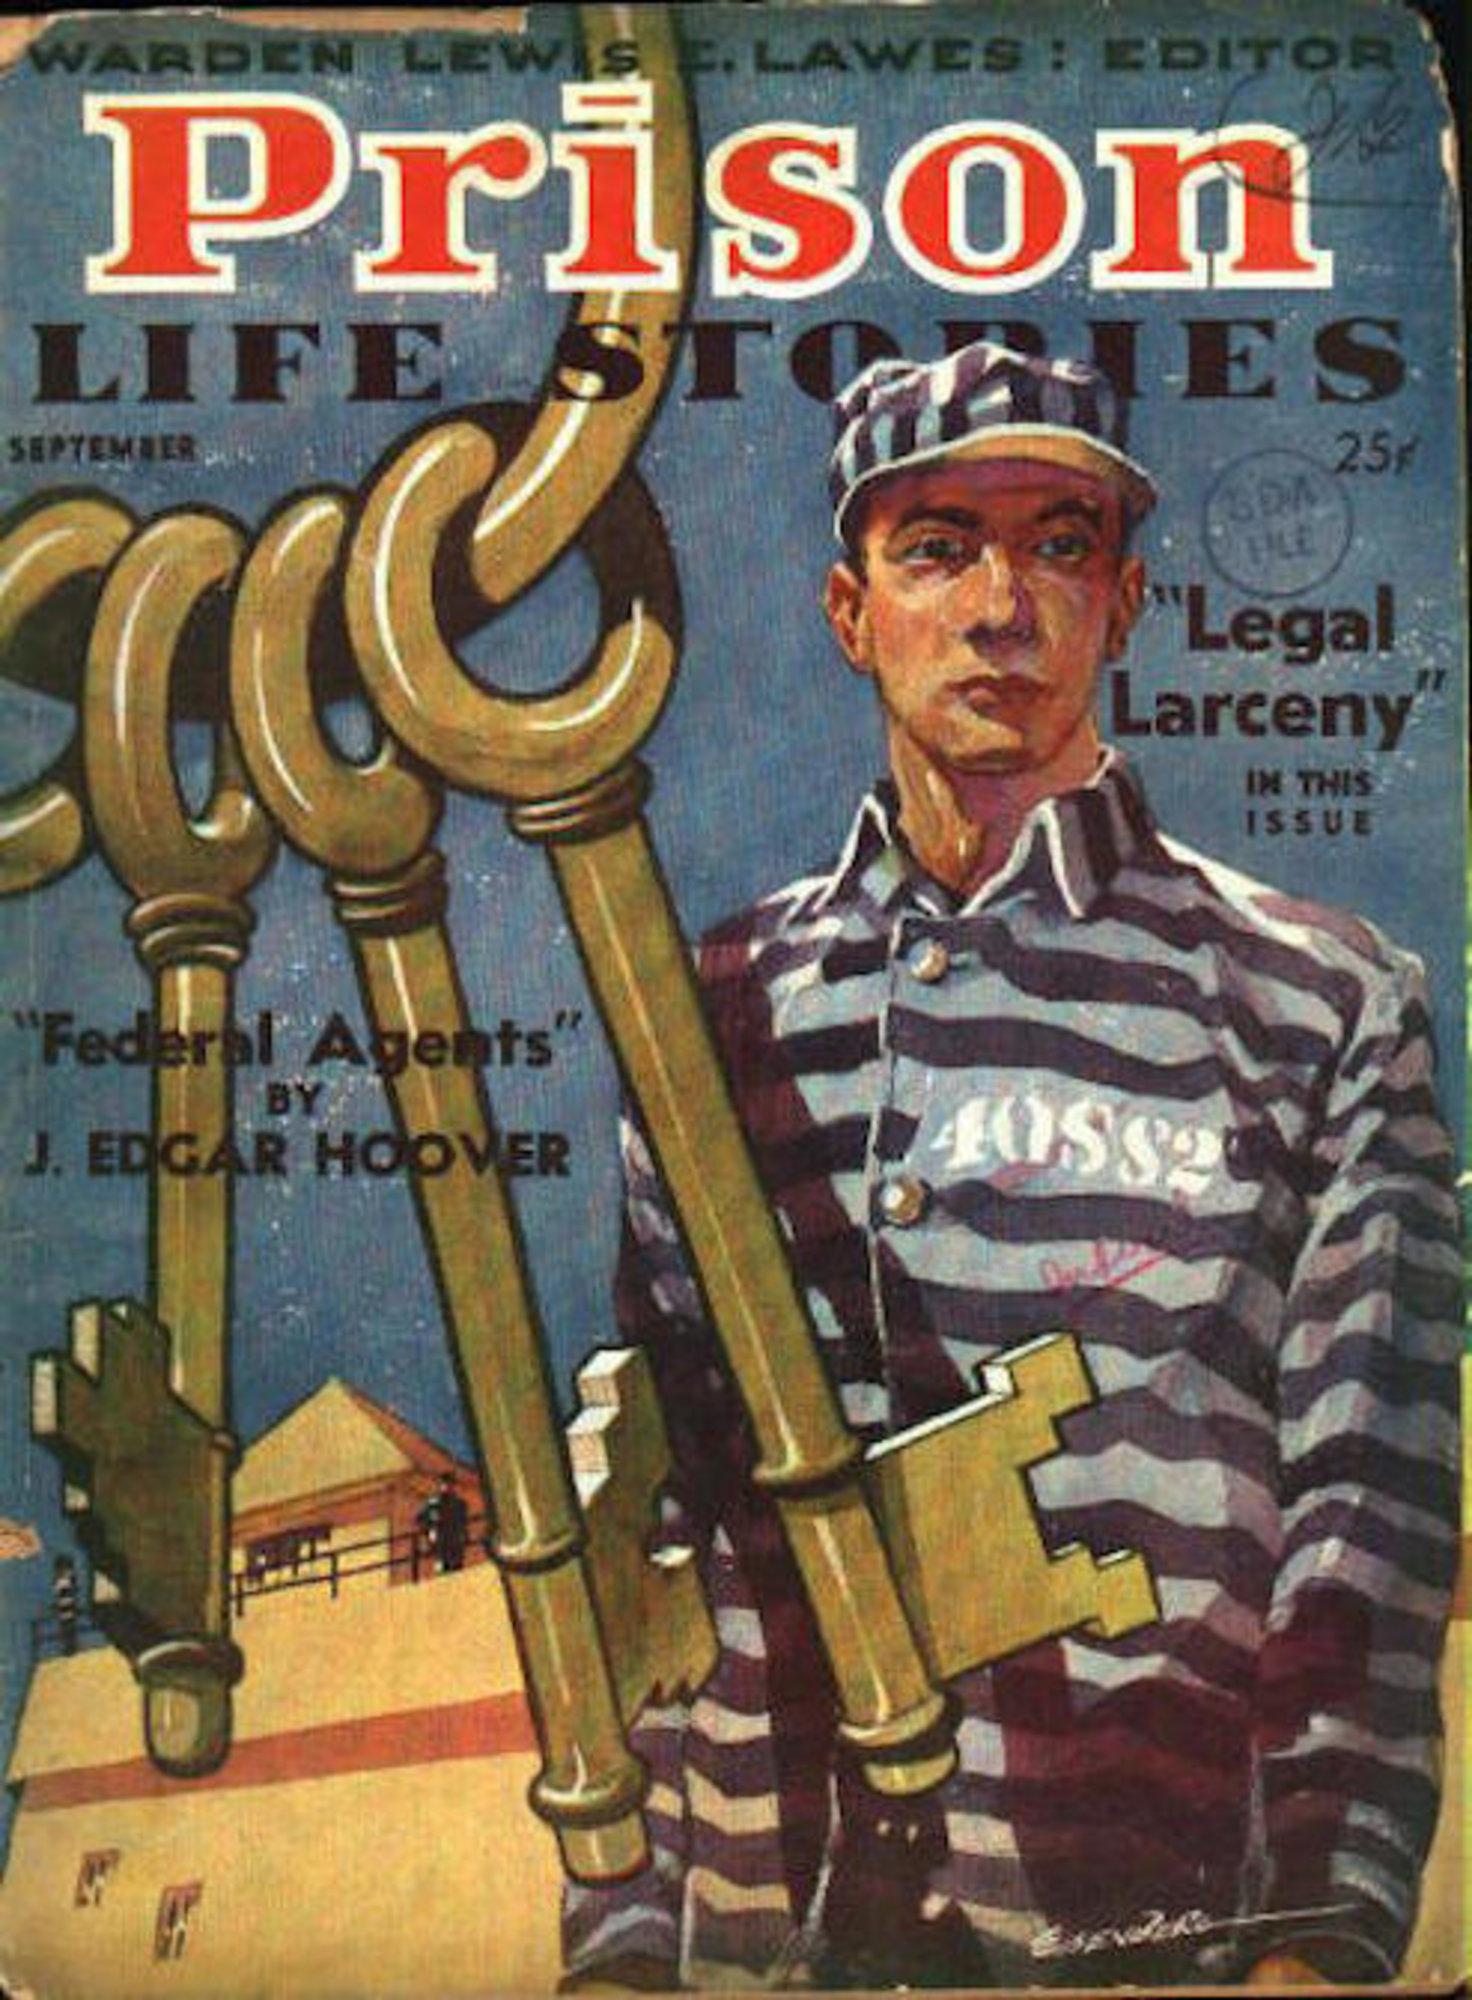 WARDEN LEWIS E. LAWES : EDITOR
Prison
LIFE STORIES
SEPTEMBER
25¢
"Legal
Larceny"
IN THIS
ISSUE
"Federal Agents"
BY
J. EDGAR HOOVER
40882
EISENBERG